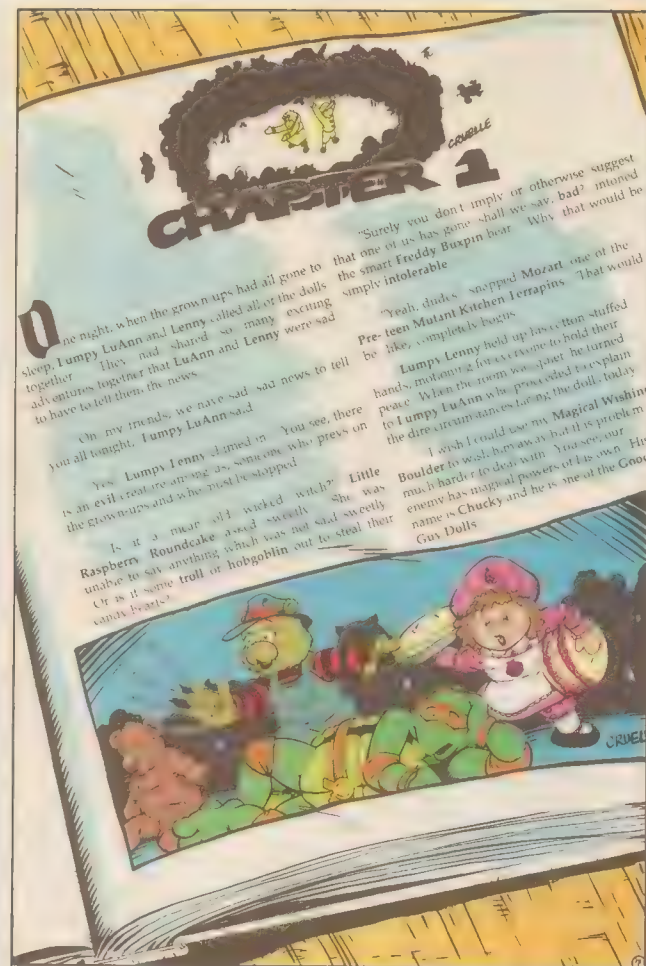 CRUELLE
CHAPTER 1
One night, when the grown-ups had all gone to
sleep, Lumpy LuAnn and Lenny called all of the dolls
together. They had shared so many exciting
adventures together that LuAnn and Lenny were sad
to have to tell them the news.
"Oh my friends, we have sad, sad news to tell
you all tonight," Lumpy LuAnn said.
"Yes," Lumpy Lenny chimed in. "You see, there
is an evil creature among us, someone who preys on
the grown-ups and who must be stopped."
"Is it a mean old wicked witch?" Little
Raspberry Roundcake asked sweetly. She was
unable to say anything which was not said sweetly.
"Or is it some troll or hobgoblin out to steal their
candy hearts?"
"Surely you don't imply or otherwise suggest
that one of us has gone, shall we say, bad?" intoned
the smart Freddy Buxpin bear. "Why that would be
simply intolerable."
"Yeah, dudes," snapped Mozart, one of the
Pre-teen Mutant Kitchen Terrapins. "That would
be like, completely bogus."
Lumpy Lenny held up his cotton stuffed
hands, motioning for everyone to hold their
peace. When the room was quiet, he turned
to Lumpy LuAnn who proceeded to explain
the dire circumstances facing the dolls today.
"I wish I could use my Magical Wishing
Boulder to wish him away but this problem
much harder to deal with. You see, our
enemy has magical powers of his own. His
name is Chucky and he is one of the Good
Guy Dolls
CRUELLE
2